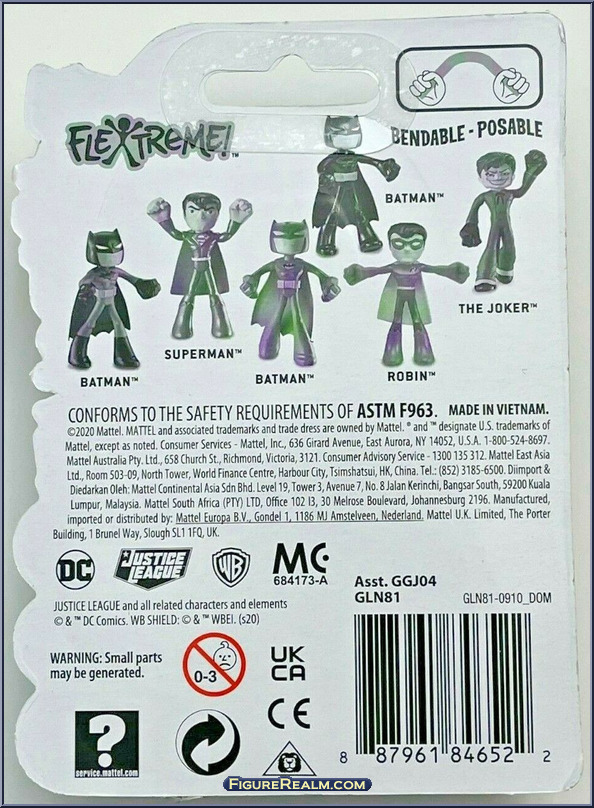 FLEXTREME!™
BENDABLE - POSABLE
BATMAN™
THE JOKER™
SUPERMAN™
BATMAN™
BATMAN™
ROBIN™
CONFORMS TO THE SAFETY REQUIREMENTS OF ASTM F963. MADE IN VIETNAM.
©2020 Mattel. MATTEL and associated trademarks and trade dress are owned by Mattel. ® and ™ designate U.S. trademarks of
Mattel, except as noted. Consumer Services - Mattel, Inc., 636 Girard Avenue, East Aurora, NY 14052, U.S.A. 1-800-524-8697.
Mattel Australia Pty. Ltd., 658 Church St., Richmond, Victoria, 3121. Consumer Advisory Service - 1300 135 312. Mattel East Asia
Ltd., Room 503-09, North Tower, World Finance Centre, Harbour City, Tsimshatsui, HK, China. Tel.: (852) 3185-6500. Diimport &
Diedarkan Oleh: Mattel Continental Asia Sdn Bhd. Level 19, Tower 3, Avenue 7, No. 8 Jalan Kerinchi, Bangsar South, 59200 Kuala
Lumpur, Malaysia. Mattel South Africa (PTY) LTD, Office 102 I3, 30 Melrose Boulevard, Johannesburg 2196. Manufactured,
imported or distributed by: Mattel Europa B.V., Gondel 1, 1186 MJ Amstelveen, Nederland. Mattel U.K. Limited, The Porter
Building, 1 Brunel Way, Slough SL1 1FQ, UK.
DC
JUSTICE LEAGUE
WB
MC
684173-A
Asst. GGJ04
GLN81
GLN81-0910_DOM
JUSTICE LEAGUE and all related characters and elements
© & ™ DC Comics. WB SHIELD: © & ™ WBEI. (s20)
WARNING: Small parts
may be generated.
0-3
UK
CA
CE
?
service.mattel.com
8 87961 84652 2
FIGUREREALM.COM